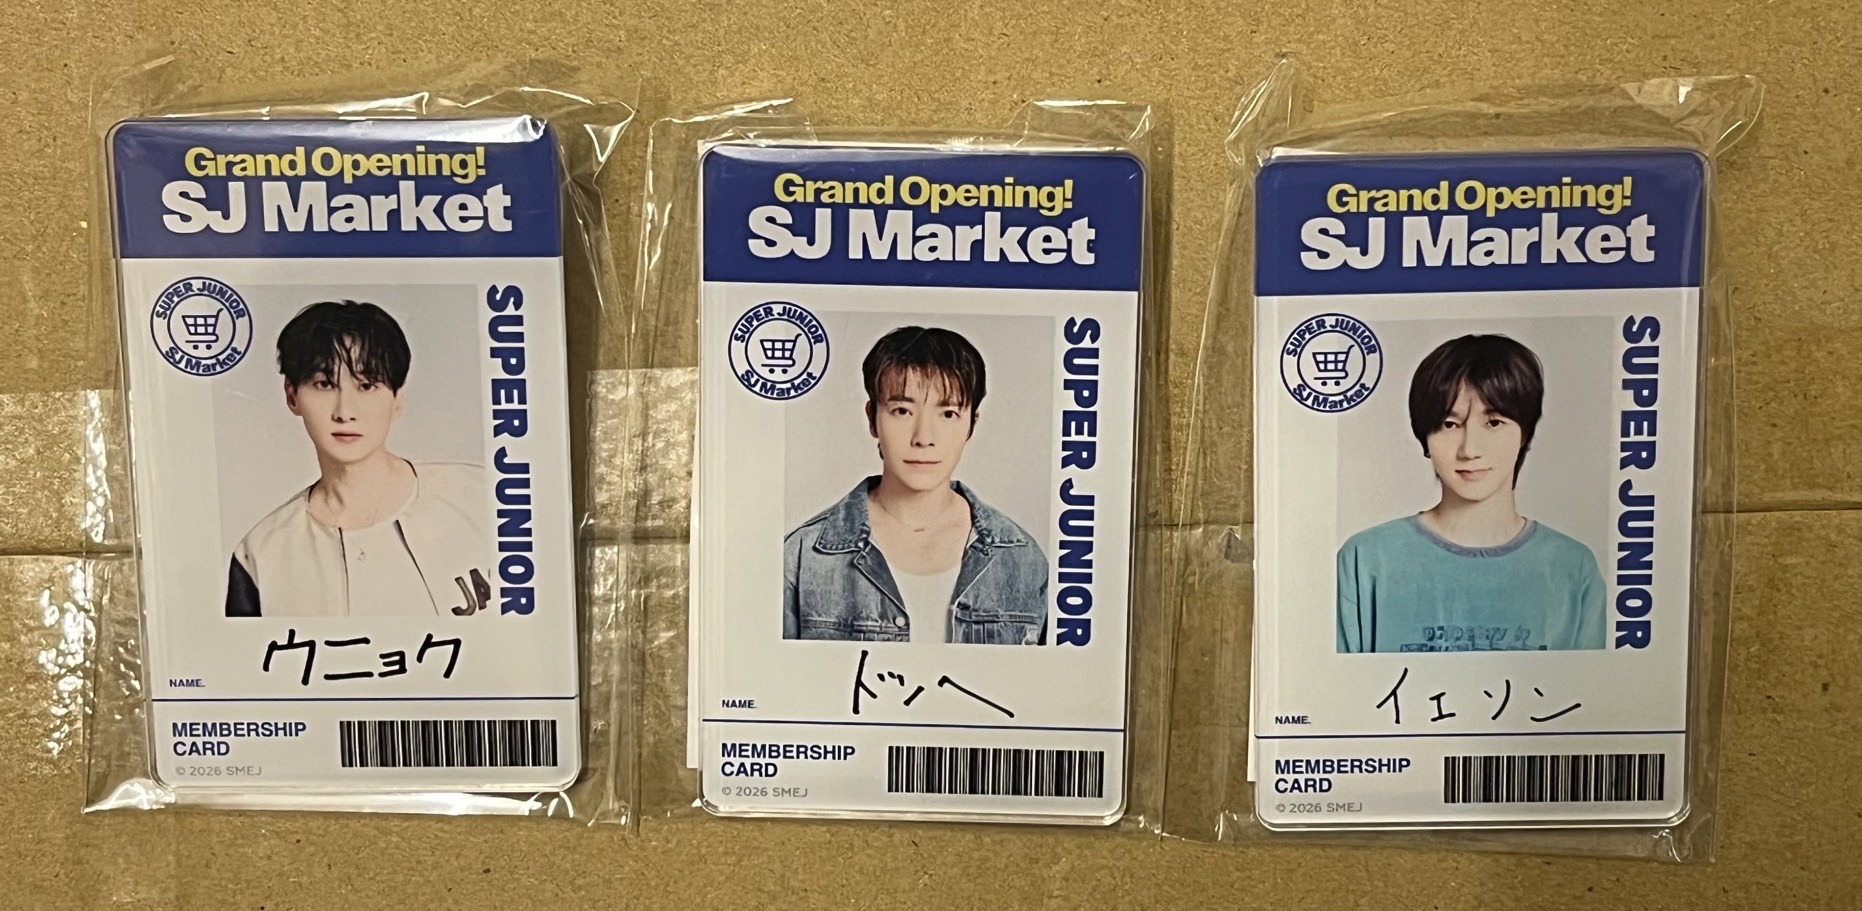 Grand Opening!
SJ Market
SUPER JUNIOR
SJ Market
SUPER JUNIOR
ウニョク
NAME.
MEMBERSHIP
CARD
© 2026 SMEJ
Grand Opening!
SJ Market
SUPER JUNIOR
SJ Market
SUPER JUNIOR
ドンヘ
NAME.
MEMBERSHIP
CARD
© 2026 SMEJ
Grand Opening!
SJ Market
SUPER JUNIOR
SJ Market
SUPER JUNIOR
イェソン
NAME.
MEMBERSHIP
CARD
© 2026 SMEJ